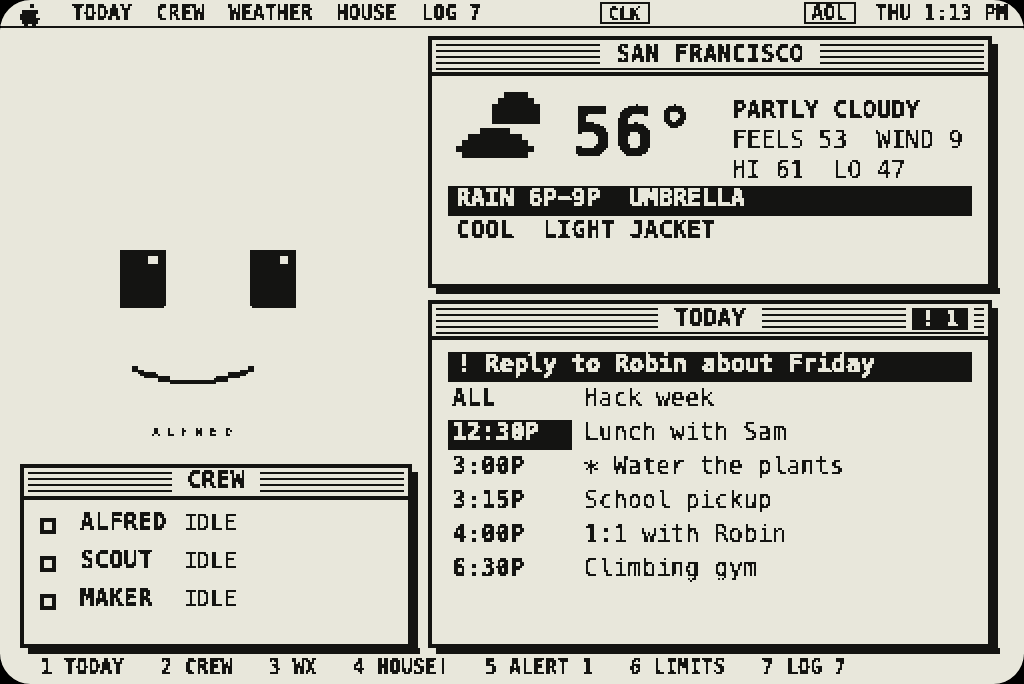 TODAY CREW WEATHER HOUSE LOG 7 CLK AOL THU 1:13 PM
SAN FRANCISCO
56° PARTLY CLOUDY
FEELS 53 WIND 9
HI 61 LO 47
RAIN 6P-9P UMBRELLA
COOL LIGHT JACKET
TODAY ! 1
! Reply to Robin about Friday
ALL Hack week
12:30P Lunch with Sam
3:00P * Water the plants
3:15P School pickup
4:00P 1:1 with Robin
6:30P Climbing gym
ALFRED
CREW
ALFRED IDLE
SCOUT IDLE
MAKER IDLE
1 TODAY 2 CREW 3 WX 4 HOUSE! 5 ALERT 1 6 LIMITS 7 LOG 7